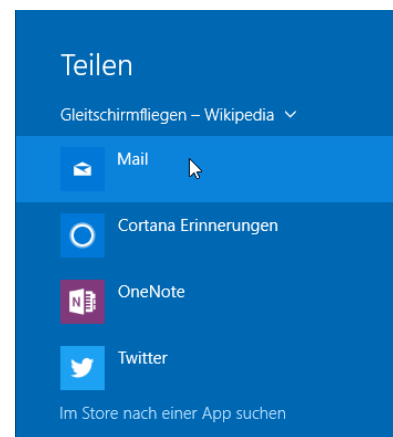 Teilen
Gleitschirmfliegen – Wikipedia
Mail
Cortana Erinnerungen
N
OneNote
Twitter
Im Store nach einer App suchen